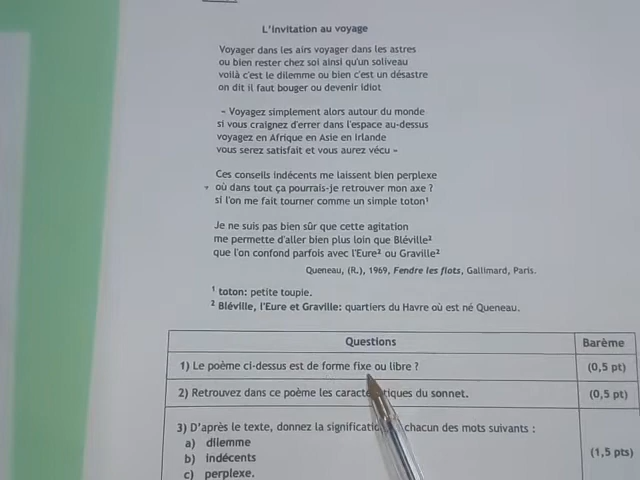 L'invitation au voyage
Voyager dans les airs voyager dans les astres
ou bien rester chez soi ainsi qu'un soliveau
voilà c'est le dilemme ou bien c'est un désastre
on dit il faut bouger ou devenir idiot
« Voyagez simplement alors autour du monde
si vous craignez d'errer dans l'espace au-dessus
voyagez en Afrique en Asie en Irlande
vous serez satisfait et vous aurez vécu »
Ces conseils indécents me laissent bien perplexe
où dans tout ça pourrais-je retrouver mon axe ?
si l'on me fait tourner comme un simple toton¹
Je ne suis pas bien sûr que cette agitation
me permette d'aller bien plus loin que Bléville²
que l'on confond parfois avec l'Eure² ou Graville²
Queneau, (R.), 1969, Fendre les flots, Gallimard, Paris.
¹ toton: petite toupie.
² Bléville, l'Eure et Graville: quartiers du Havre où est né Queneau.
Questions Barème
1) Le poème ci-dessus est de forme fixe ou libre ? (0,5 pt)
2) Retrouvez dans ce poème les du sonnet. (0,5 pt)
3) D'après le texte, donnez la chacun des mots suivants :
a) dilemme
b) indécents (1,5 pts)
c) perplexe.